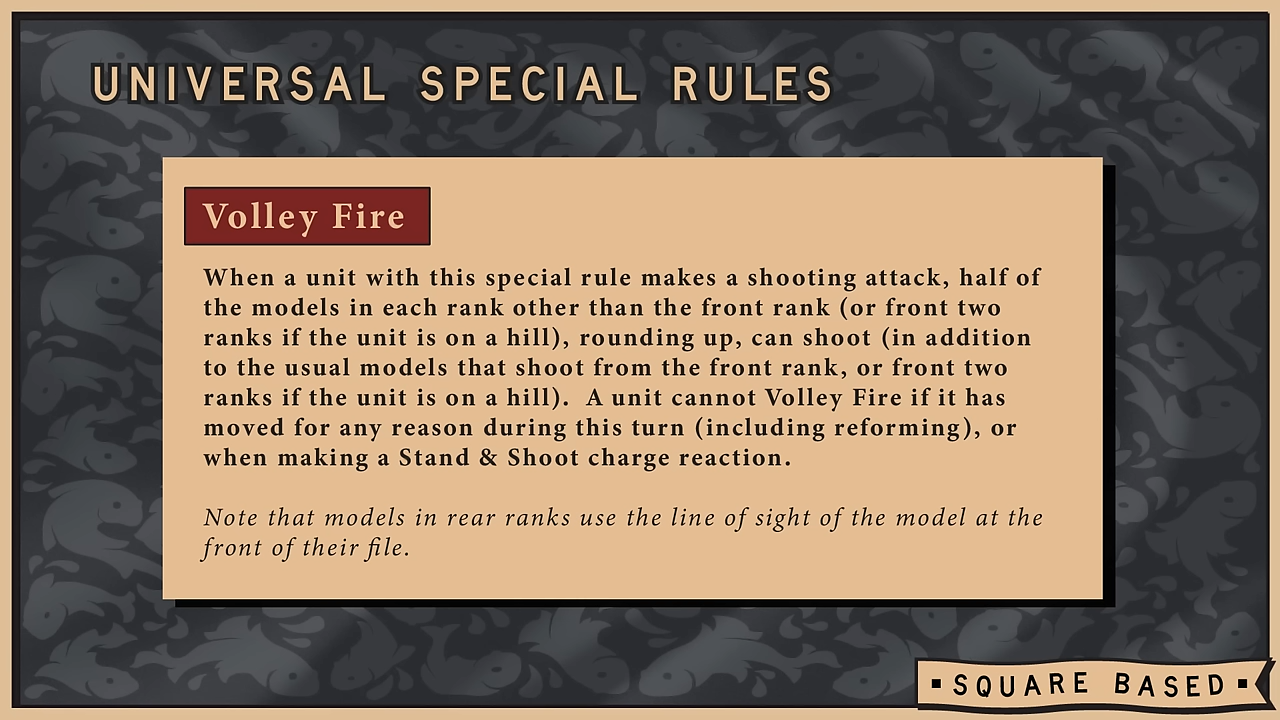 UNIVERSAL SPECIAL RULES
Volley Fire
When a unit with this special rule makes a shooting attack, half of
the models in each rank other than the front rank (or front two
ranks if the unit is on a hill), rounding up, can shoot (in addition
to the usual models that shoot from the front rank, or front two
ranks if the unit is on a hill).  A unit cannot Volley Fire if it has
moved for any reason during this turn (including reforming), or
when making a Stand & Shoot charge reaction.
Note that models in rear ranks use the line of sight of the model at the
front of their file.
▪ SQUARE BASED ▪